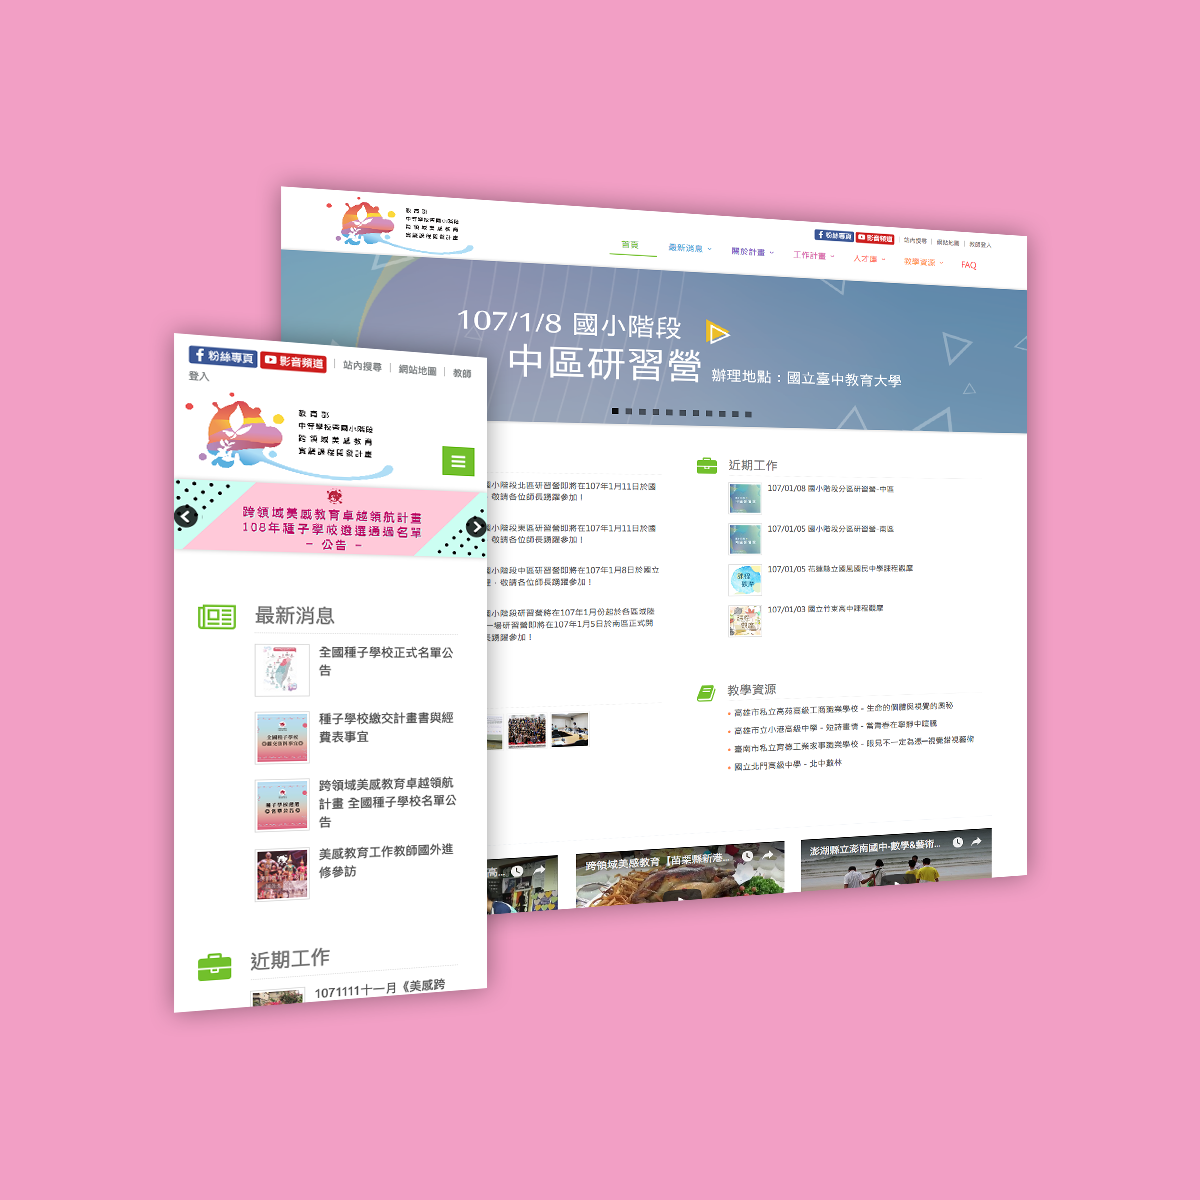 教育部
中等學校暨國小階段
跨領域美感教育
實驗課程開發計畫
粉絲專頁
影音頻道
站內搜尋
網站地圖
教師登入
首頁
最新消息
關於計畫
工作計畫
人才庫
教學資源
FAQ
107/1/8 國小階段
中區研習營
辦理地點：國立臺中教育大學
小階段北區研習營即將在107年1月11日於國
，敬請各位師長踴躍參加！
小階段東區研習營即將在107年1月11日於國
敬請各位師長踴躍參加！
小階段中區研習營即將在107年1月8日於國立
，敬請各位師長踴躍參加！
小階段研習營將在107年1月份起於各區域陸
一場研習營即將在107年1月5日於南區正式開
踴躍參加！
近期工作
107/01/08 國小階段分區研習營-中區
107/01/05 國小階段分區研習營-南區
107/01/05 花蓮縣立國風國民中學課程觀摩
107/01/03 國立竹東高中課程觀摩
教學資源
高雄市私立高苑高級工商職業學校 - 生命的個體與視覺的奧秘
高雄市立小港高級中學 - 短詩畫情 - 當青春在寧靜中喧騰
臺南市私立育德工業家事職業學校 - 眼見不一定為憑─視覺錯視藝術
國立北門高級中學 - 北中數林
跨領域美感教育【苗栗縣新港...
澎湖縣立澎南國中-數學&藝術...
粉絲專頁
影音頻道
站內搜尋
網站地圖
教師
登入
教育部
中等學校暨國小階段
跨領域美感教育
實驗課程開發計畫
跨領域美感教育卓越領航計畫
108年種子學校遴選通過名單
- 公告 -
最新消息
全國種子學校正式名單公
告
種子學校繳交計畫書與經
費表事宜
跨領域美感教育卓越領航
計畫 全國種子學校名單公
告
美感教育工作教師國外進
修參訪
近期工作
1071111十一月《美感跨